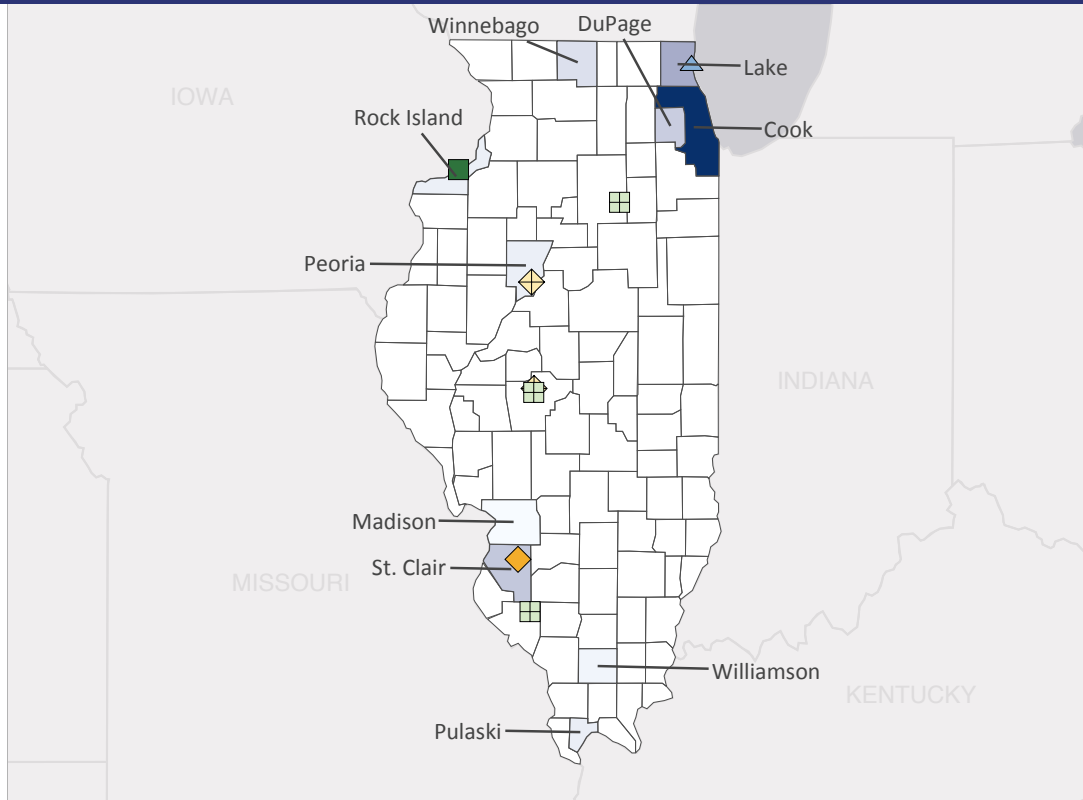 Winnebago
DuPage
Lake
IOWA
Rock Island
Cook
Peoria
INDIANA
Madison
St. Clair
MISSOURI
Williamson
KENTUCKY
Pulaski